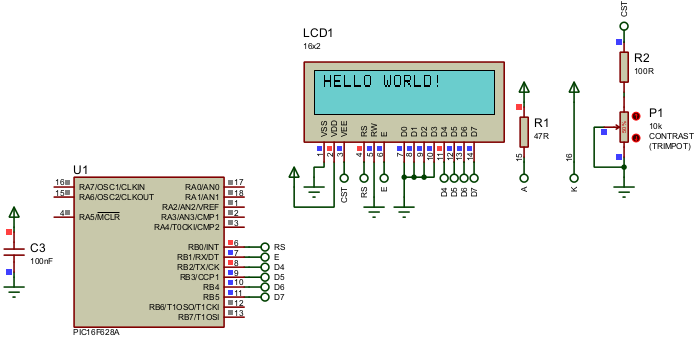 LCD1
16x2
HELLO WORLD!
VSS VDD VEE RS RW E D0 D1 D2 D3 D4 D5 D6 D7
1 2 3 4 5 6 7 8 9 10 11 12 13 14
CST RS E D4 D5 D6 D7
R1
47R
15
A
16
K
CST
R2
100R
P1
10k
CONTRAST
(TRIMPOT)
50%
U1
16 RA7/OSC1/CLKIN RA0/AN0 17
15 RA6/OSC2/CLKOUT RA1/AN1 18
RA2/AN2/VREF 1
4 RA5/MCLR RA3/AN3/CMP1 2
RA4/T0CKI/CMP2 3
RB0/INT 6 RS
RB1/RX/DT 7 E
RB2/TX/CK 8 D4
RB3/CCP1 9 D5
RB4 10 D6
RB5 11 D7
RB6/T1OSO/T1CKI 12
RB7/T1OSI 13
PIC16F628A
C3
100nF